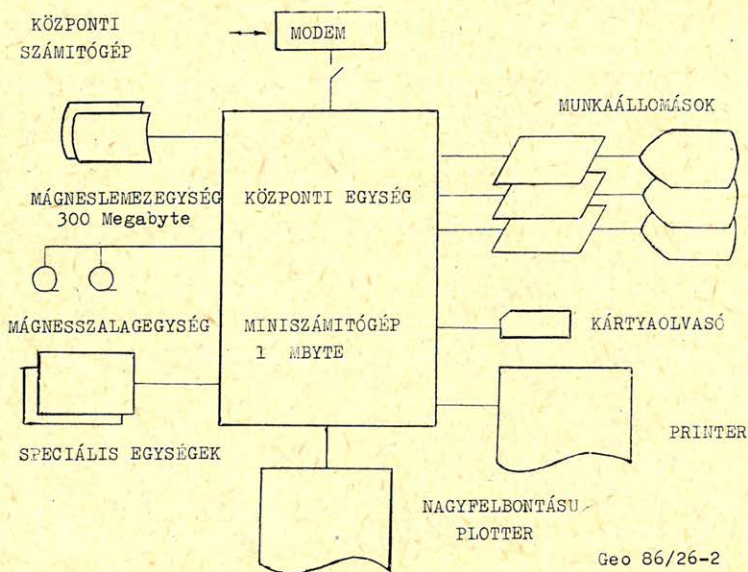 KÖZPONTI
SZÁMITÓGÉP
MODEM
MUNKAÁLLOMÁSOK
MÁGNESLEMEZEGYSÉG
300 Megabyte
KÖZPONTI EGYSÉG
MÁGNESSZALAGEGYSÉG
MINISZÁMITÓGÉP
1 MBYTE
KÁRTYAOLVASÓ
SPECIÁLIS EGYSÉGEK
PRINTER
NAGYFELBONTÁSU
PLOTTER
Geo 86/26-2